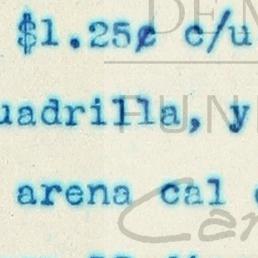 $1.25¢ c/u
uadrilla, y
arena cal